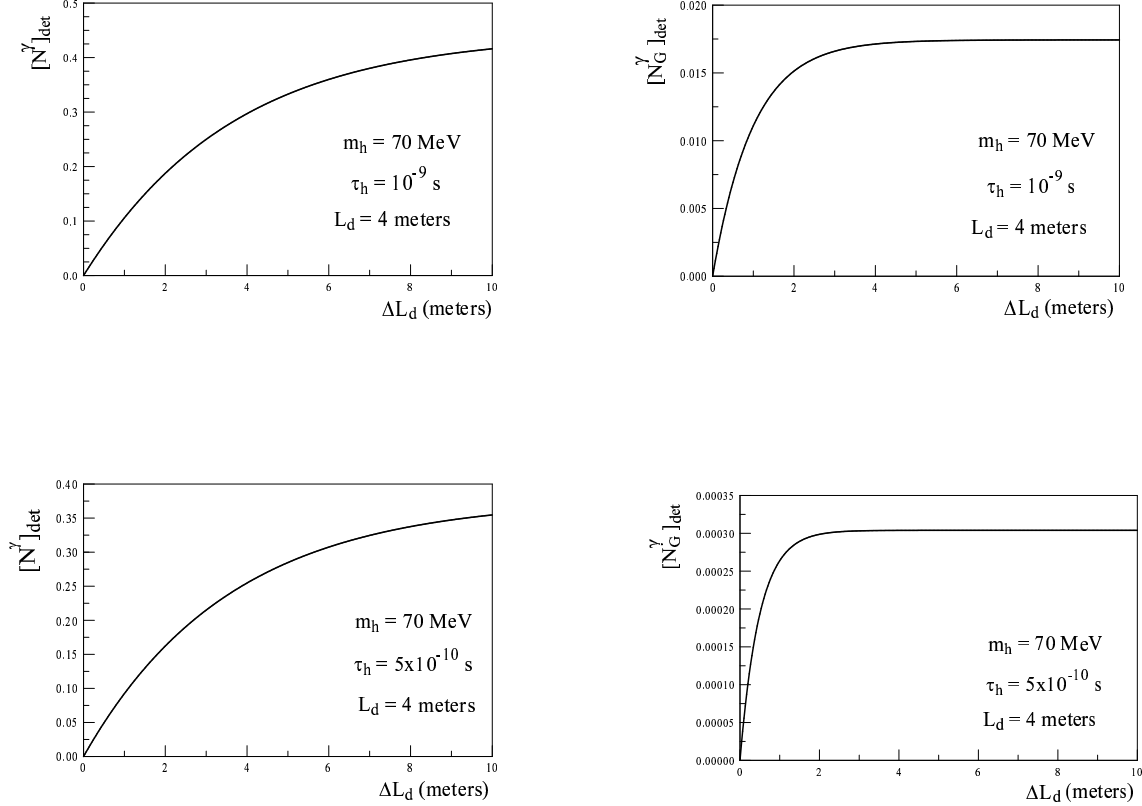 [N^γ]_det
0.5
0.4
0.3
0.2
0.1
0.0
0 2 4 6 8 10
m_h = 70 MeV
τ_h = 10^-9 s
L_d = 4 meters
ΔL_d (meters)
[N_G^γ]_det
0.020
0.015
0.010
0.005
0.000
0 2 4 6 8 10
m_h = 70 MeV
τ_h = 10^-9 s
L_d = 4 meters
ΔL_d (meters)
[N^γ]_det
0.40
0.35
0.30
0.25
0.20
0.15
0.10
0.05
0.00
0 2 4 6 8 10
m_h = 70 MeV
τ_h = 5x10^-10 s
L_d = 4 meters
ΔL_d (meters)
[N_G^γ]_det
0.00035
0.00030
0.00025
0.00020
0.00015
0.00010
0.00005
0.00000
0 2 4 6 8 10
m_h = 70 MeV
τ_h = 5x10^-10 s
L_d = 4 meters
ΔL_d (meters)